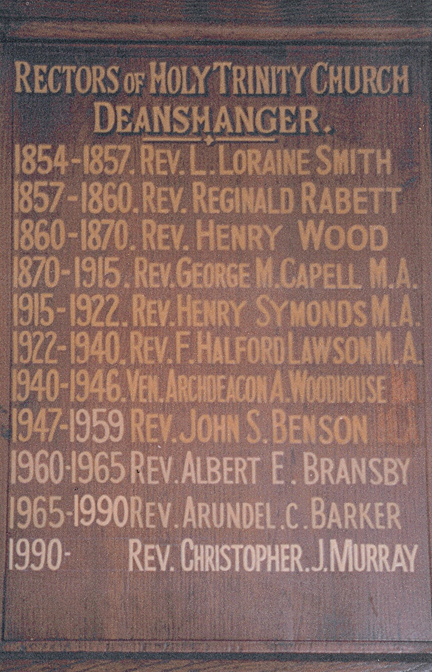 RECTORS OF HOLY TRINITY CHURCH
DEANSHANGER.
1854-1857. REV. L. LORAINE SMITH
1857-1860. REV. REGINALD RABETT
1860-1870. REV. HENRY WOOD
1870-1915. REV. GEORGE M. CAPELL M.A.
1915-1922. REV. HENRY SYMONDS M.A.
1922-1940. REV. F. HALFORD LAWSON M.A.
1940-1946. VEN. ARCHDEACON A. WOODHOUSE
1947-1959 REV. JOHN S. BENSON
1960-1965 REV. ALBERT E. BRANSBY
1965-1990 REV. ARUNDEL. C. BARKER
1990- REV. CHRISTOPHER. J. MURRAY